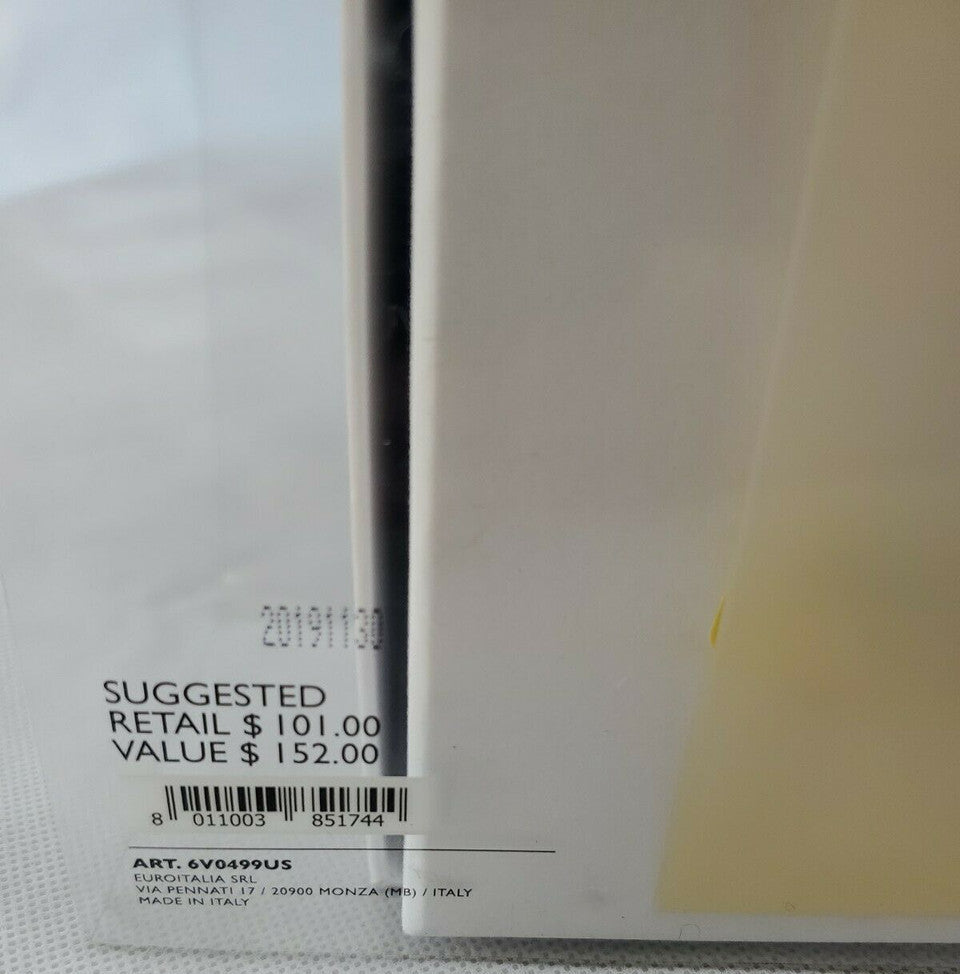 20191130
SUGGESTED
RETAIL $ 101.00
VALUE $ 152.00
8 011003 851744
ART. 6V0499US
EUROITALIA SRL
VIA PENNATI 17 / 20900 MONZA (MB) / ITALY
MADE IN ITALY